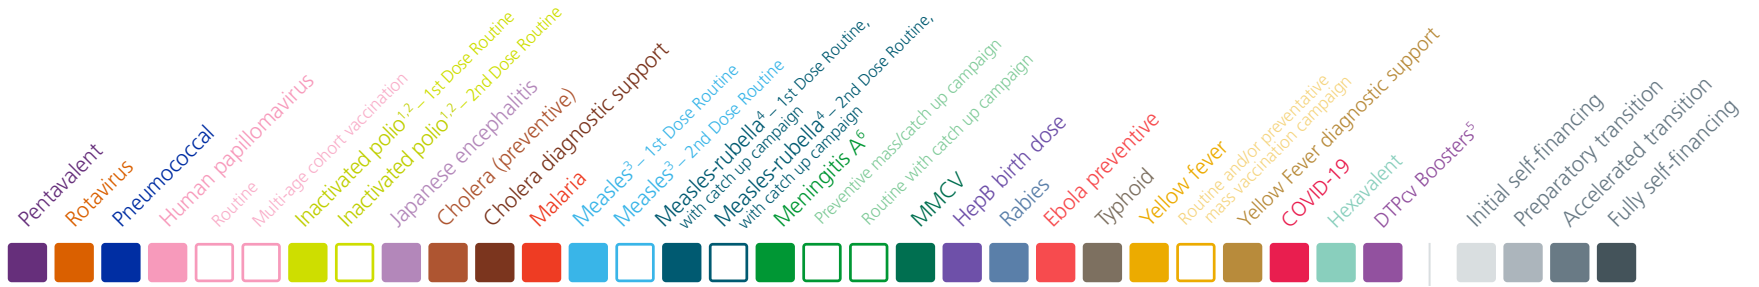 Pentavalent
Rotavirus
Pneumococcal
Human papillomavirus
Routine
Multi-age cohort vaccination
Inactivated polio1,2 – 1st Dose Routine
Inactivated polio1,2 – 2nd Dose Routine
Japanese encephalitis
Cholera (preventive)
Cholera diagnostic support
Malaria
Measles3 – 1st Dose Routine
Measles3 – 2nd Dose Routine
Measles-rubella4 – 1st Dose Routine,
with catch up campaign
Measles-rubella4 – 2nd Dose Routine,
with catch up campaign
Meningitis A6
Preventive mass/catch up campaign
Routine with catch up campaign
MMCV
HepB birth dose
Rabies
Ebola preventive
Typhoid
Yellow fever
Routine and/or preventative
mass vaccination campaign
Yellow Fever diagnostic support
COVID-19
Hexavalent
DTPcv Boosters5
Initial self-financing
Preparatory transition
Accelerated transition
Fully self-financing